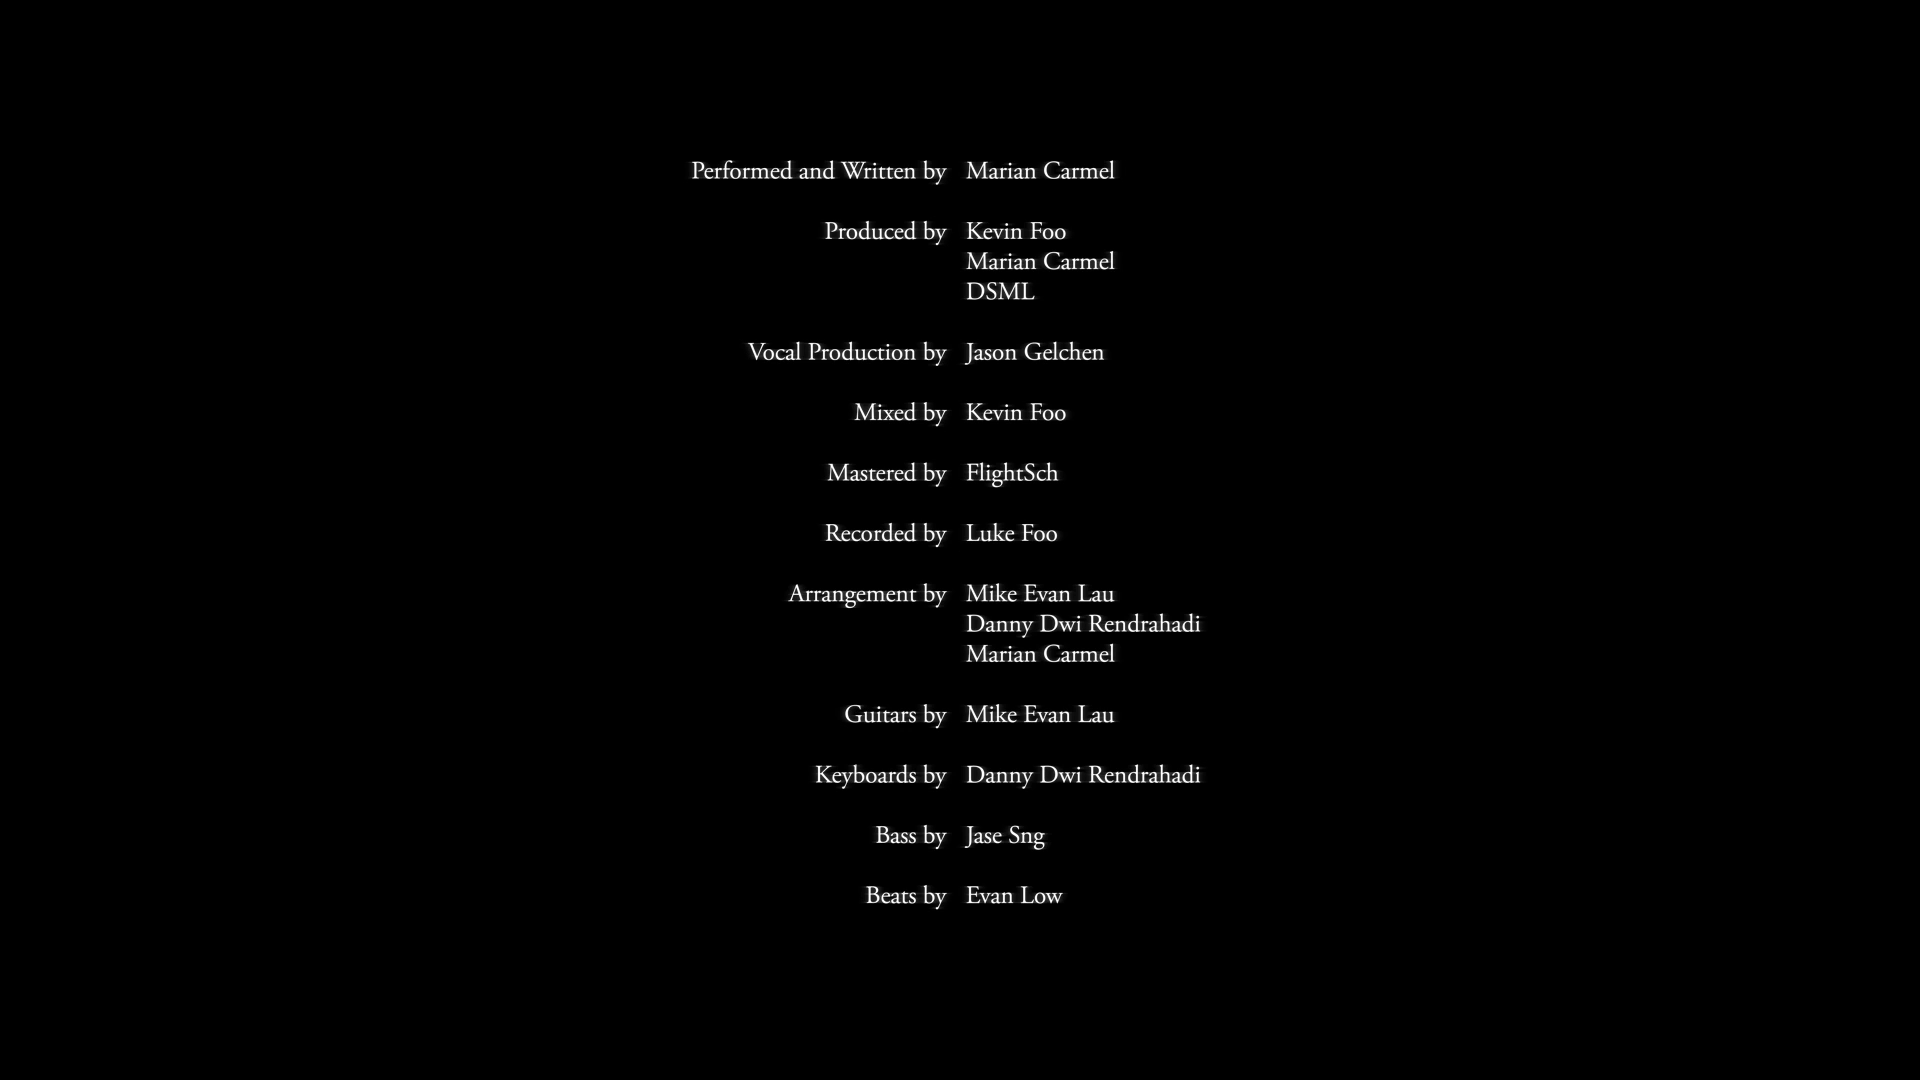 Performed and Written by Marian Carmel
Produced by Kevin Foo
Marian Carmel
DSML
Vocal Production by Jason Gelchen
Mixed by Kevin Foo
Mastered by FlightSch
Recorded by Luke Foo
Arrangement by Mike Evan Lau
Danny Dwi Rendrahadi
Marian Carmel
Guitars by Mike Evan Lau
Keyboards by Danny Dwi Rendrahadi
Bass by Jase Sng
Beats by Evan Low